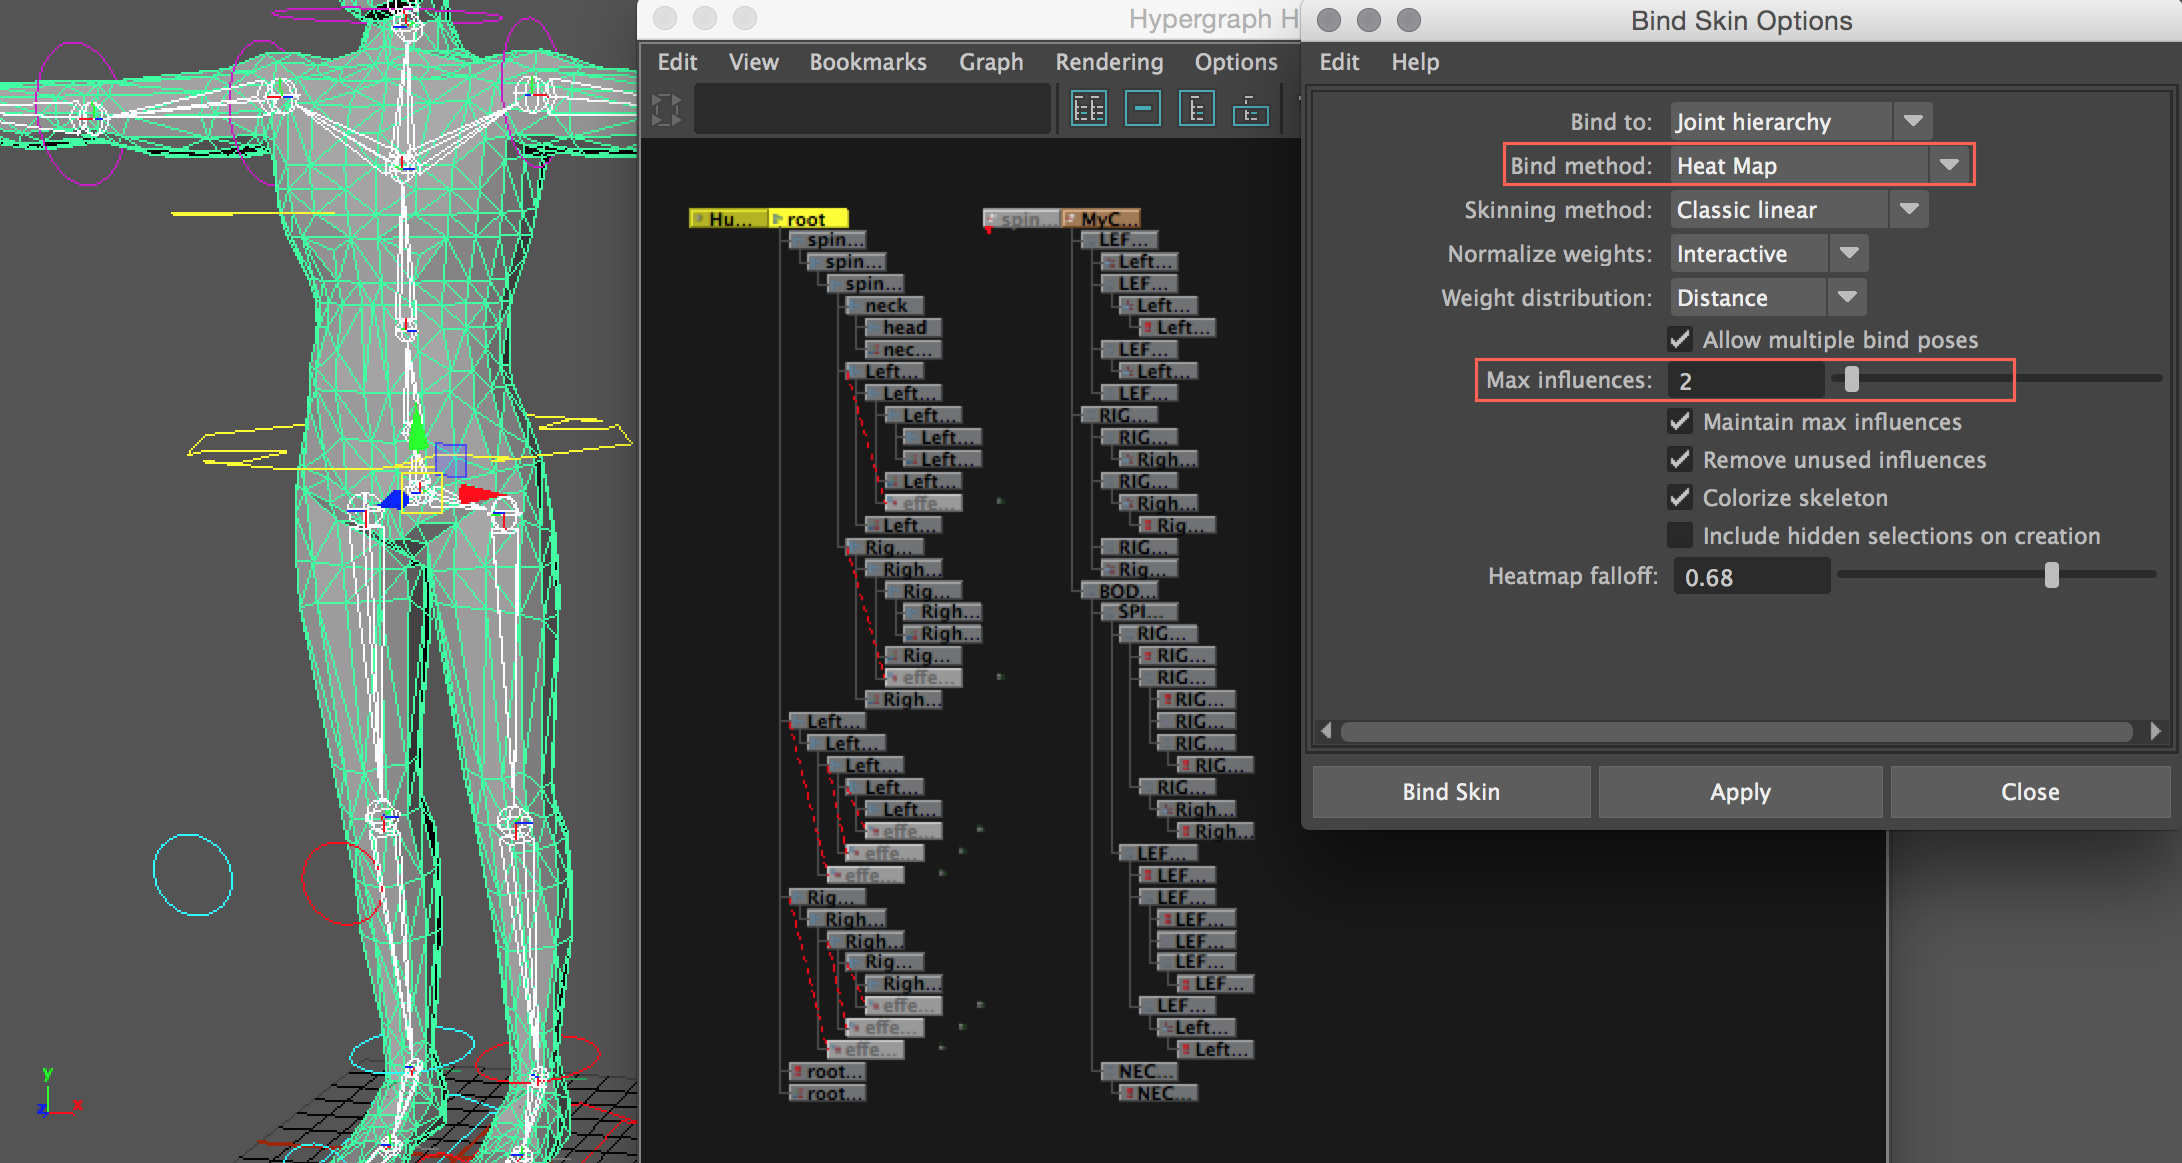 Hypergraph H
Edit View Bookmarks Graph Rendering Options
Hu... root
spin...
spin...
spin...
neck
head
nec...
Left...
Left...
Left...
Left...
Left...
Left...
effe...
Left...
Rig...
Righ...
Rig...
Righ...
Righ...
Rig...
effe...
Righ...
Left...
Left...
Left...
Left...
Left...
effe...
effe...
effe...
Rig...
Righ...
Righ...
Rig...
Righ...
effe...
effe...
effe...
root...
root...
spin... MyC...
LEF...
Left...
LEF...
Left...
Left...
LEF...
Left...
LEF...
RIG...
RIG...
Righ...
RIG...
Righ...
Rig...
RIG...
Rig...
BOD...
SPI...
RIG...
RIG...
RIG...
RIG...
RIG...
RIG...
RIG...
RIG...
Righ...
Righ...
LEF...
LEF...
LEF...
LEF...
LEF...
LEF...
LEF...
LEF...
Left...
Left...
NEC...
NEC...
Bind Skin Options
Edit Help
Bind to: Joint hierarchy
Bind method: Heat Map
Skinning method: Classic linear
Normalize weights: Interactive
Weight distribution: Distance
Allow multiple bind poses
Max influences: 2
Maintain max influences
Remove unused influences
Colorize skeleton
Include hidden selections on creation
Heatmap falloff: 0.68
Bind Skin Apply Close
y
z x